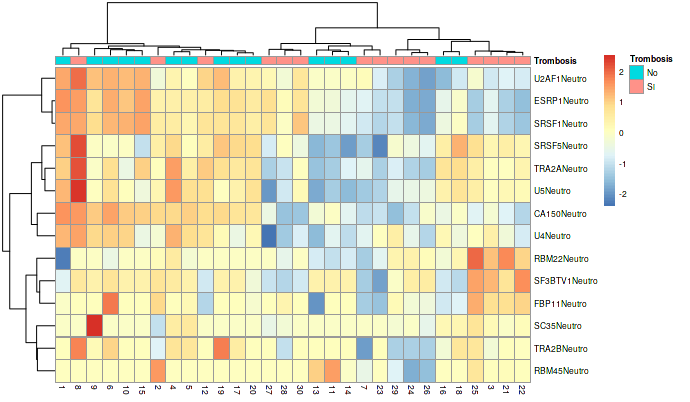 Trombosis
Trombosis
No
SI
U2AF1Neutro
ESRP1Neutro
SRSF1Neutro
SRSF5Neutro
TRA2ANeutro
U5Neutro
CA150Neutro
U4Neutro
RBM22Neutro
SF3BTV1Neutro
FBP11Neutro
SC35Neutro
TRA2BNeutro
RBM45Neutro
2
1
0
-1
-2
1 8 9 6 10 15 2 4 5 12 19 17 20 27 28 30 13 11 14 7 23 29 24 26 16 18 25 3 21 22